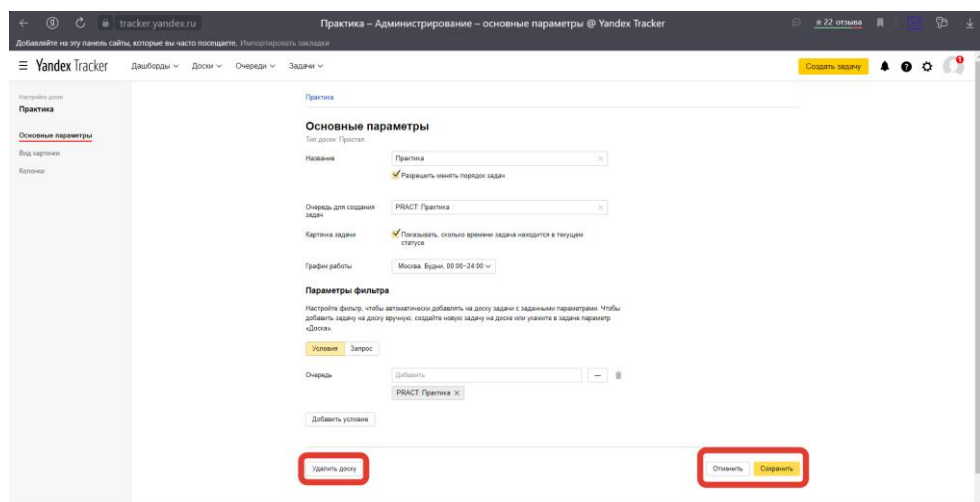 tracker.yandex.ru
Практика – Администрирование – основные параметры @ Yandex Tracker
★ 22 отзыва
Добавляйте на эту панель сайты, которые вы часто посещаете. Импортировать закладки
Yandex Tracker
Дашборды
Доски
Очереди
Задачи
Создать задачу
Настройка доски
Практика
Основные параметры
Вид карточки
Колонки
Практика
Основные параметры
Тип доски: Простая
Название
Практика
Разрешить менять порядок задач
Очередь для создания
задач
PRACT: Практика
Карточка задачи
Показывать, сколько времени задача находится в текущем
статусе
График работы
Москва. Будни, 00:00–24:00
Параметры фильтра
Настройте фильтр, чтобы автоматически добавлять на доску задачи с заданными параметрами. Чтобы
добавить задачу на доску вручную, создайте новую задачу на доске или укажите в задаче параметр
«Доска».
Условия
Запрос
Очередь
Добавить
PRACT: Практика
Добавить условие
Удалить доску
Отменить
Сохранить